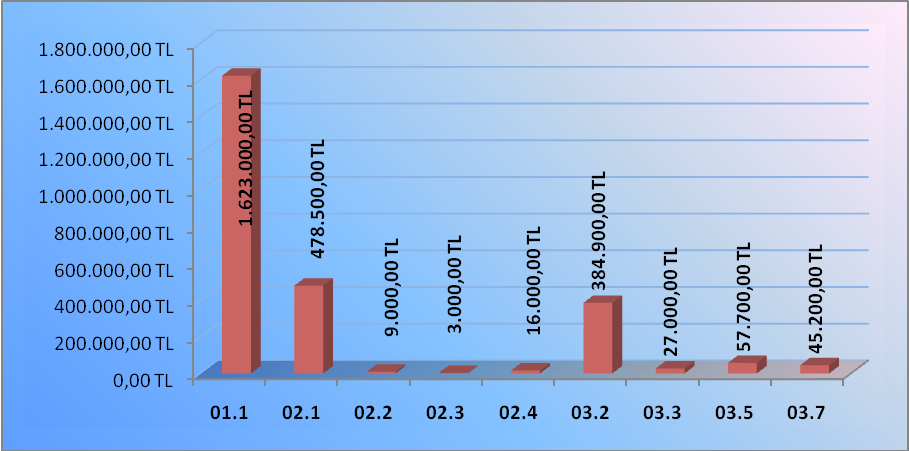 1.800.000,00 TL
1.600.000,00 TL
1.400.000,00 TL
1.200.000,00 TL
1.000.000,00 TL
800.000,00 TL
600.000,00 TL
400.000,00 TL
200.000,00 TL
0,00 TL
1.623.000,00 TL
478.500,00 TL
9.000,00 TL
3.000,00 TL
16.000,00 TL
384.900,00 TL
27.000,00 TL
57.700,00 TL
45.200,00 TL
01.1 02.1 02.2 02.3 02.4 03.2 03.3 03.5 03.7